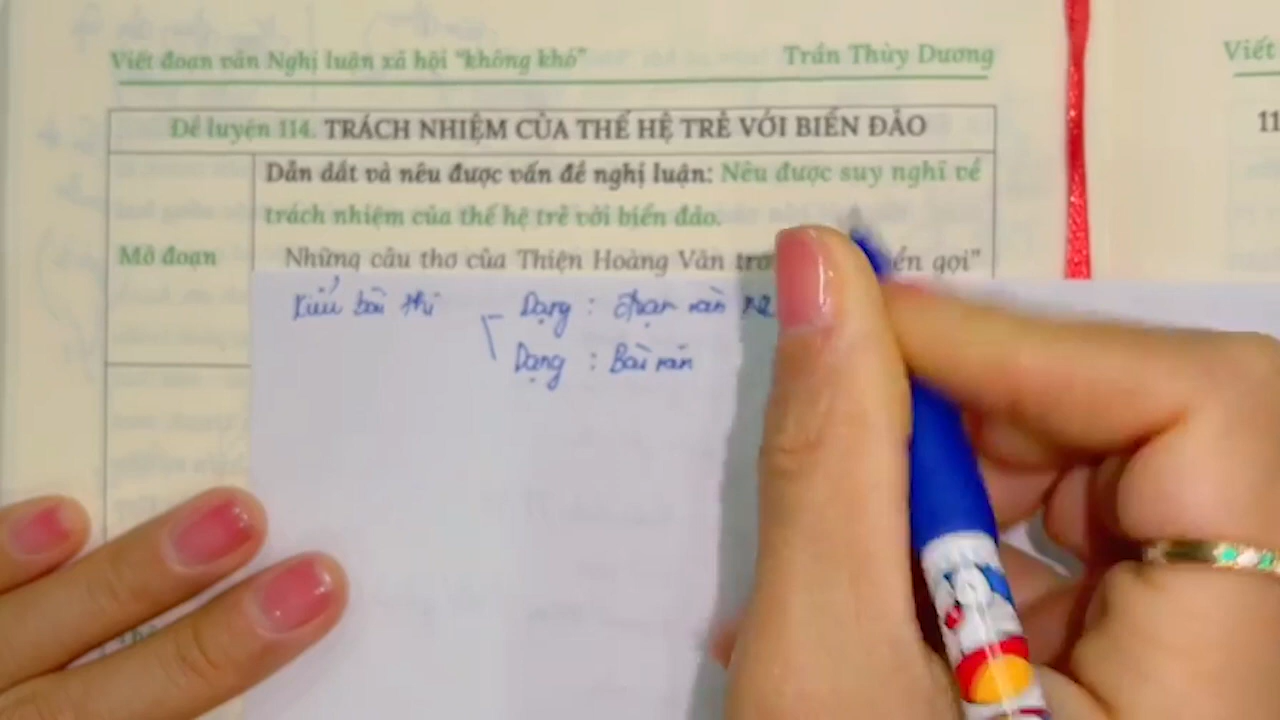 Viết đoạn văn Nghị luận xã hội "không khó" Trần Thùy Dương
Viết
Đề luyện 114. TRÁCH NHIỆM CỦA THẾ HỆ TRẺ VỚI BIỂN ĐẢO
11
Dẫn dắt và nêu được vấn đề nghị luận: Nêu được suy nghĩ về
trách nhiệm của thế hệ trẻ với biển đảo.
Mở đoạn
Những câu thơ của Thiện Hoàng Văn gọi"
bài thi
Dạng : đoạn văn
Dạng : Bài văn